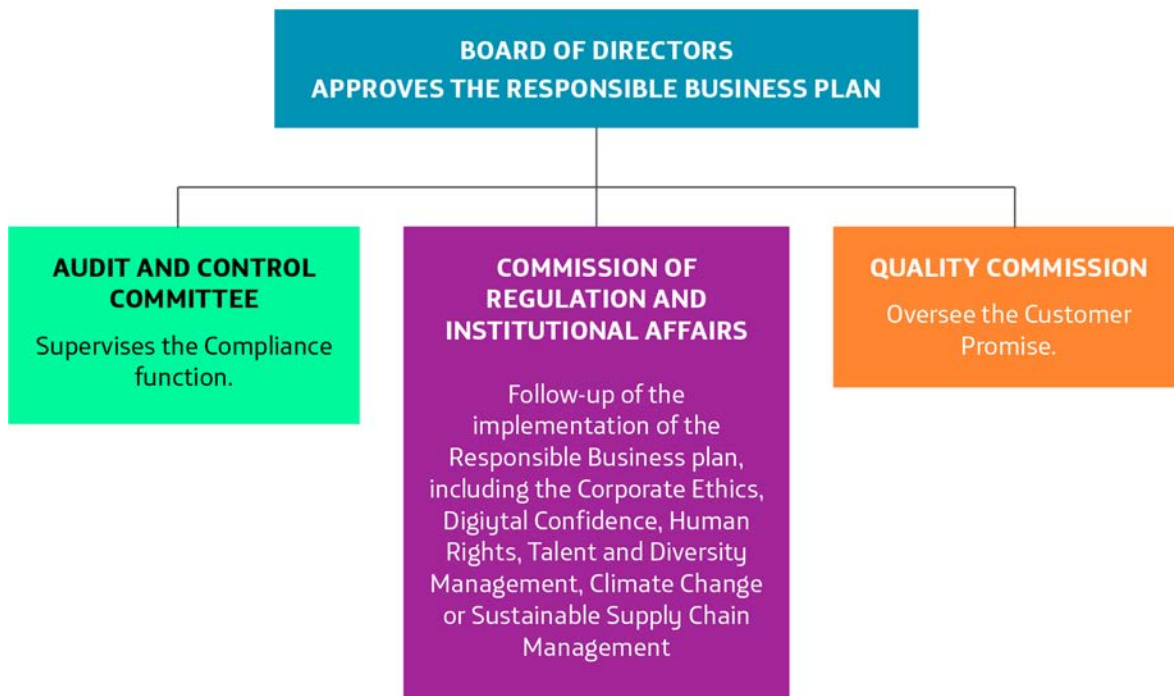 BOARD OF DIRECTORS
APPROVES THE RESPONSIBLE BUSINESS PLAN
AUDIT AND CONTROL
COMMITTEE
Supervises the Compliance
function.
COMMISSION OF
REGULATION AND
INSTITUTIONAL AFFAIRS
Follow-up of the
implementation of the
Responsible Business plan,
including the Corporate Ethics,
Digiytal Confidence, Human
Rights, Talent and Diversity
Management, Climate Change
or Sustainable Supply Chain
Management
QUALITY COMMISSION
Oversee the Customer
Promise.